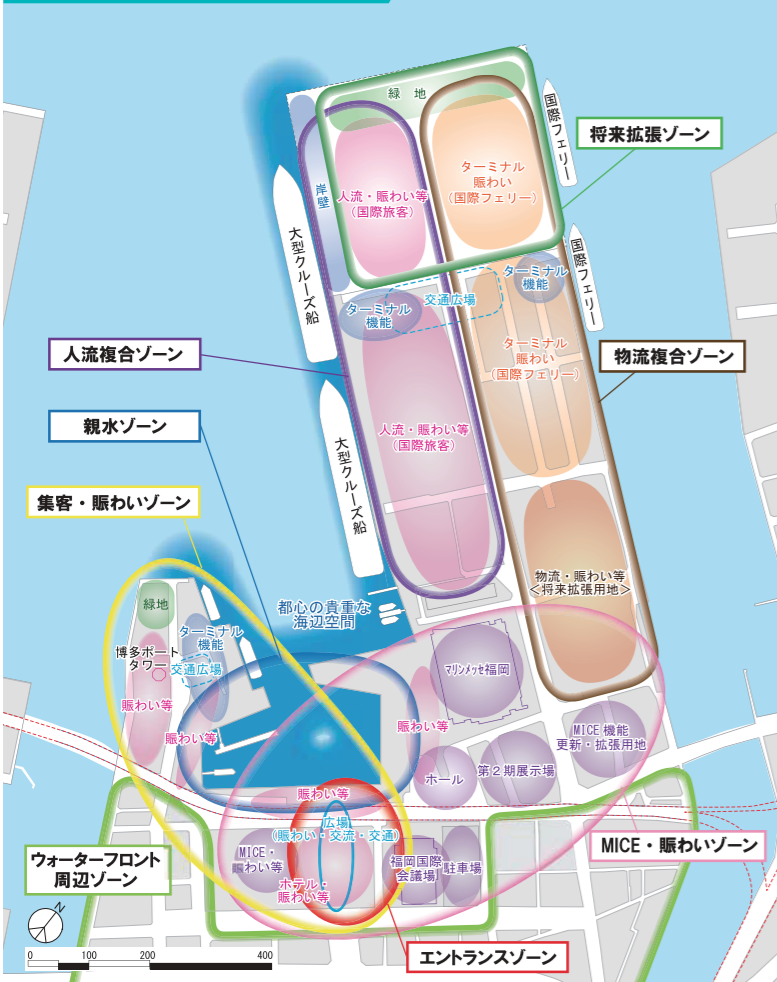 緑 地
国際フェリー
将来拡張ゾーン
岸壁
人流・賑わい等
(国際旅客)
ターミナル
賑わい
(国際フェリー)
大型クルーズ船
国際フェリー
ターミナル
機能
交通広場
ターミナル
機能
ターミナル
賑わい
(国際フェリー)
人流複合ゾーン
物流複合ゾーン
親水ゾーン
人流・賑わい等
(国際旅客)
大型クルーズ船
集客・賑わいゾーン
物流・賑わい等
<将来拡張用地>
緑地
都心の貴重な
海辺空間
ターミナル
機能
博多ポート
タワー
交通広場
マリンメッセ福岡
賑わい等
賑わい等
賑わい等
MICE 機能
更新・拡張用地
ホール
第2期展示場
賑わい等
広場
(賑わい・交流・交通)
MICE・
賑わい等
福岡国際
会議場
駐車場
MICE・賑わいゾーン
ウォーターフロント
周辺ゾーン
ホテル・
賑わい等
N
エントランスゾーン
0 100 200 400